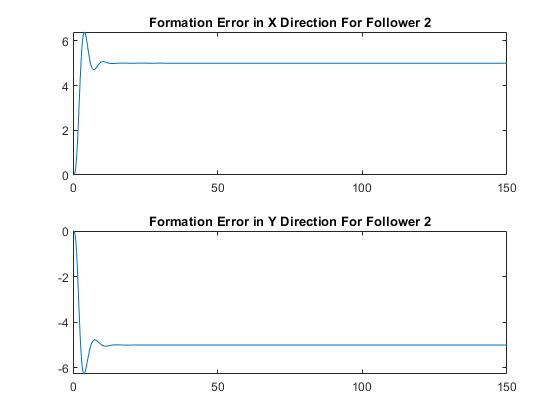 Formation Error in X Direction For Follower 2
6
4
2
0
0 50 100 150
Formation Error in Y Direction For Follower 2
0
-2
-4
-6
0 50 100 150